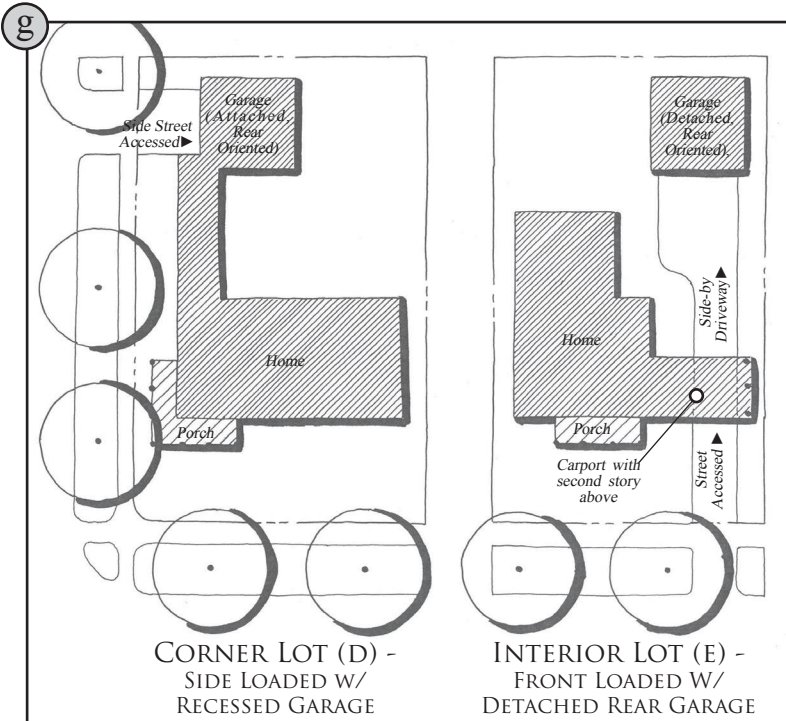 g
Garage
(Attached,
Rear
Oriented)
Side Street
Accessed►
Home
Porch
CORNER LOT (D) -
SIDE LOADED W/
RECESSED GARAGE
Garage
(Detached,
Rear
Oriented),
Side-by
Driveway►
Home
Porch
Carport with
second story
above
Street
Accessed►
INTERIOR LOT (E) -
FRONT LOADED W/
DETACHED REAR GARAGE